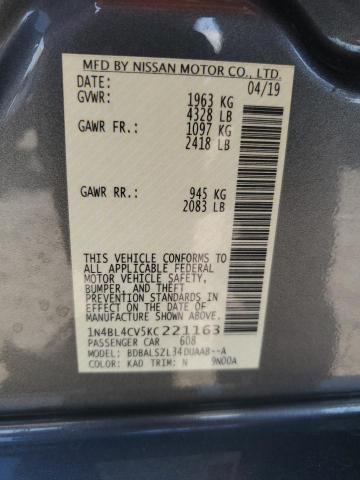 MFD BY NISSAN MOTOR CO., LTD.
DATE: 04/19
GVWR: 1963 KG
4328 LB
GAWR FR.: 1097 KG
2418 LB
GAWR RR.: 945 KG
2083 LB
THIS VEHICLE CONFORMS TO
ALL APPLICABLE FEDERAL
MOTOR VEHICLE SAFETY,
BUMPER, AND THEFT
PREVENTION STANDARDS IN
EFFECT ON THE DATE OF
MANUFACTURE SHOWN ABOVE.
1N4BL4CV5KC221163
PASSENGER CAR 608
MODEL: BDBALSZL34DUAAB--A
COLOR: KAD TRIM: N 9N00A